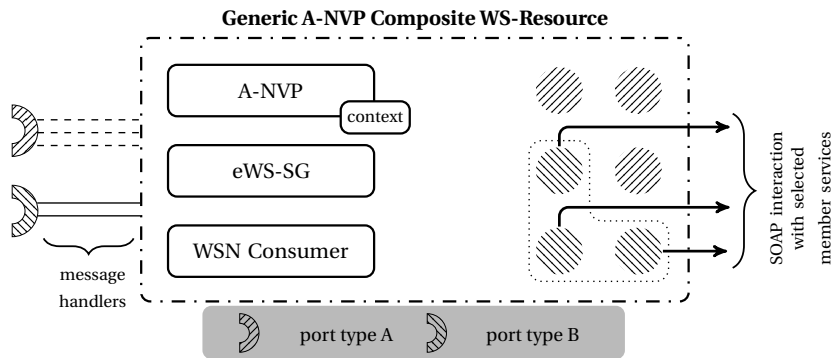 Generic A-NVP Composite WS-Resource
A-NVP
context
eWS-SG
WSN Consumer
message
handlers
SOAP interaction
with selected
member services
port type A
port type B